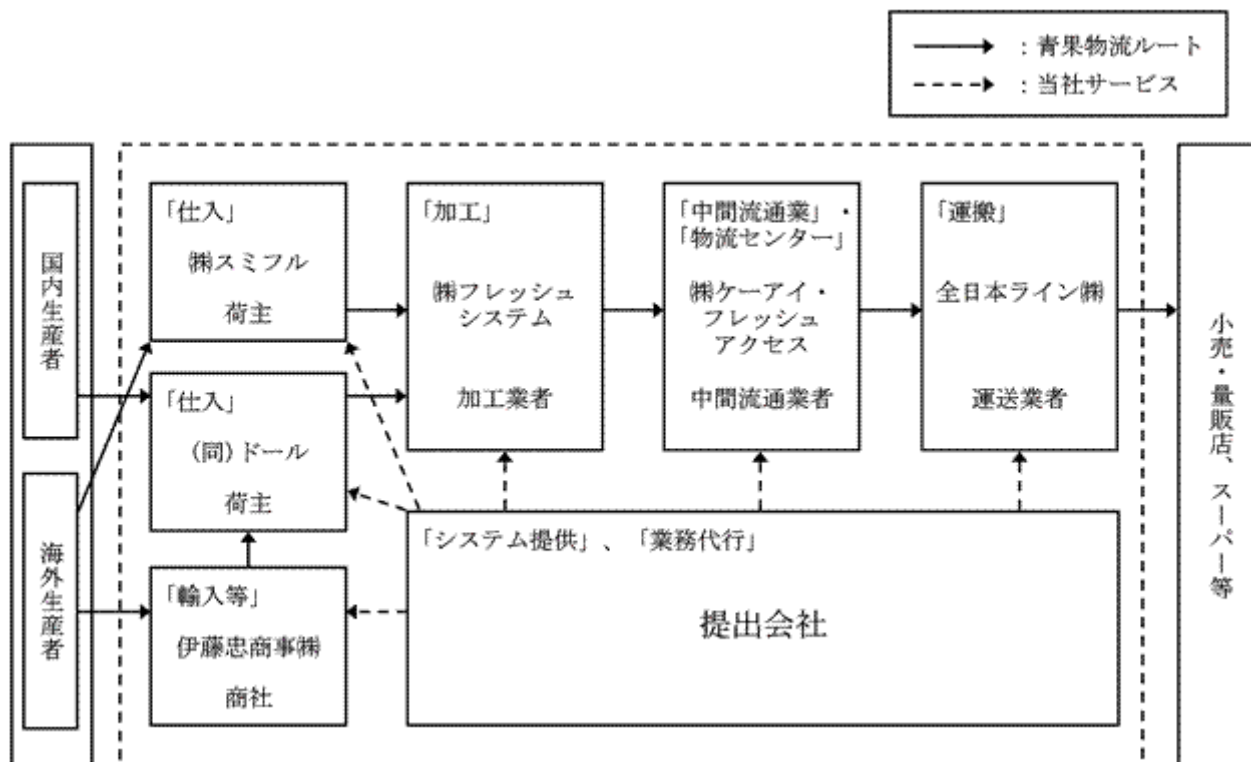 ：青果物流ルート
：当社サービス
国内生産者
海外生産者
「仕入」
㈱スミフル
荷主
「仕入」
(同)ドール
荷主
「輸入等」
伊藤忠商事㈱
商社
「加工」
㈱フレッシュ
システム
加工業者
「中間流通業」・
「物流センター」
㈱ケーアイ・
フレッシュ
アクセス
中間流通業者
「運搬」
全日本ライン㈱
運送業者
「システム提供」、「業務代行」
提出会社
小売・量販店、スーパー等